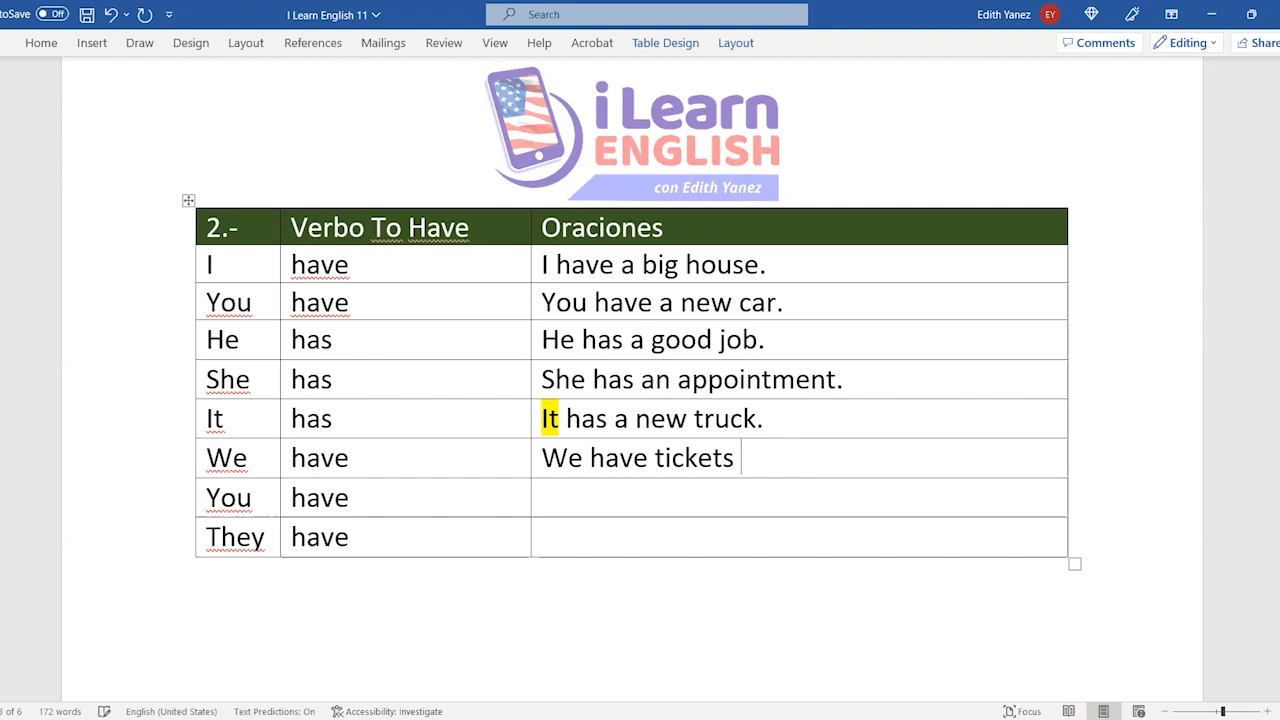 toSave Off I Learn English 11 Search Edith Yanez EY
Home Insert Draw Design Layout References Mailings Review View Help Acrobat Table Design Layout Comments Editing Share
i Learn
ENGLISH
con Edith Yanez
2.- Verbo To Have Oraciones
I have I have a big house.
You have You have a new car.
He has He has a good job.
She has She has an appointment.
It has It has a new truck.
We have We have tickets
You have
They have
3 of 6 172 words English (United States) Text Predictions: On Accessibility: Investigate Focus